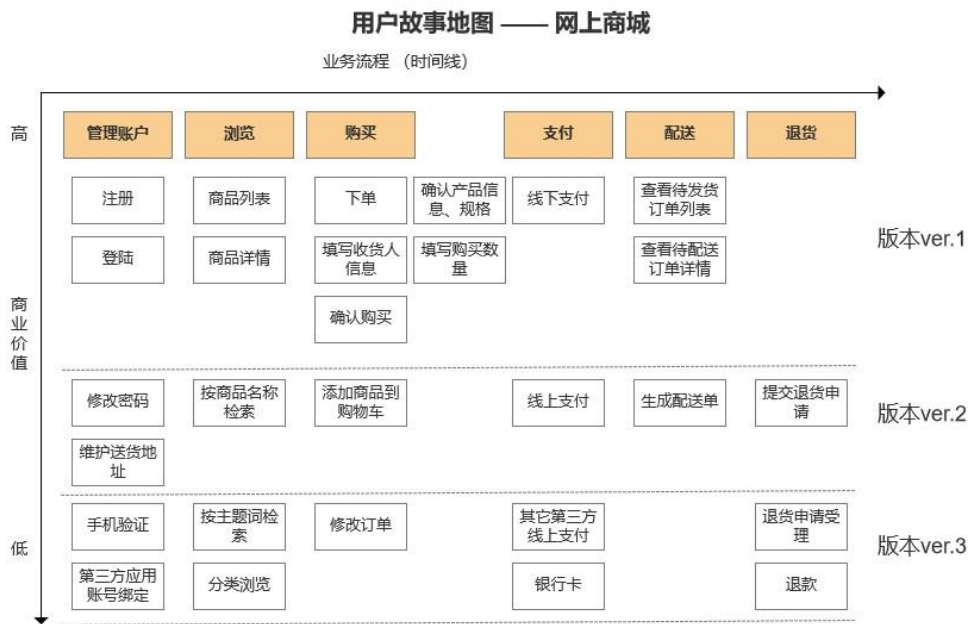 用户故事地图 —— 网上商城
业务流程 （时间线）
高
管理账户
浏览
购买
支付
配送
退货
注册
商品列表
下单
确认产品信
息、规格
线下支付
查看待发货
订单列表
登陆
商品详情
填写收货人
信息
填写购买数
量
查看待配送
订单详情
确认购买
版本ver.1
商
业
价
值
修改密码
按商品名称
检索
添加商品到
购物车
线上支付
生成配送单
提交退货申
请
维护送货地
址
版本ver.2
低
手机验证
按主题词检
索
修改订单
其它第三方
线上支付
退货申请受
理
第三方应用
账号绑定
分类浏览
银行卡
退款
版本ver.3